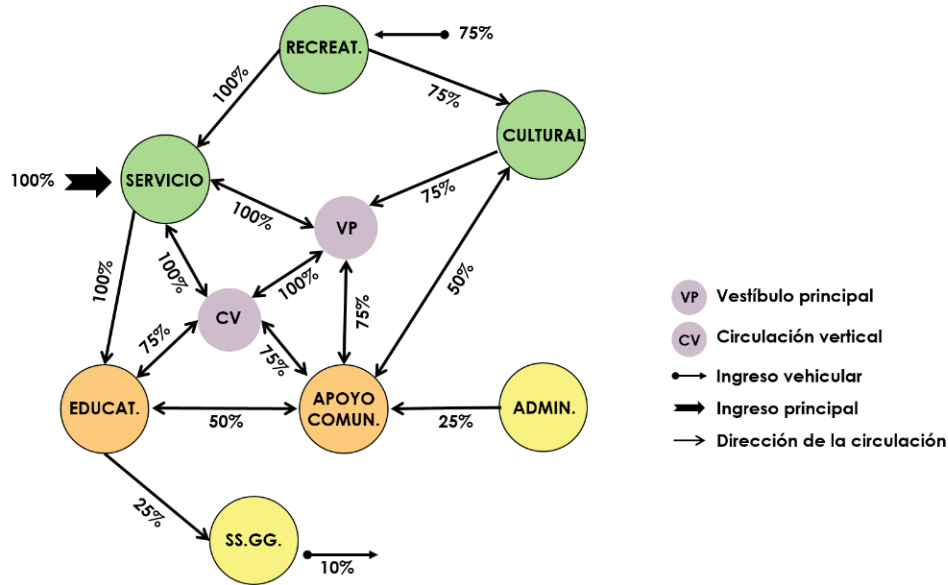 RECREAT.
75%
100%
75%
CULTURAL
100%
SERVICIO
100%
75%
VP
100%
100%
100%
50%
CV
75%
75%
75%
EDUCAT.
50%
APOYO
COMUN.
25%
ADMIN.
25%
SS.GG.
10%
VP Vestíbulo principal
CV Circulación vertical
Ingreso vehicular
Ingreso principal
Dirección de la circulación